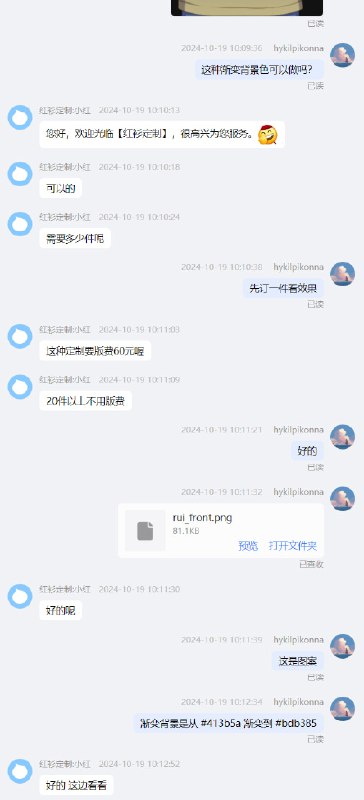 已读
2024-10-19 10:09:36 hykilpikonna
这种渐变背景色可以做吗?
已读
红衫定制:小红 2024-10-19 10:10:13
您好，欢迎光临【红衫定制】，很高兴为您服务。
红衫定制:小红 2024-10-19 10:10:18
可以的
红衫定制:小红 2024-10-19 10:10:24
需要多少件呢
2024-10-19 10:10:38 hykilpikonna
先订一件看效果
已读
红衫定制:小红 2024-10-19 10:11:03
这种定制要版费60元喔
红衫定制:小红 2024-10-19 10:11:09
20件以上不用版费
2024-10-19 10:11:21 hykilpikonna
好的
已读
2024-10-19 10:11:32 hykilpikonna
rui_front.png
81.1KB
预览 打开文件夹
已查收
红衫定制:小红 2024-10-19 10:11:30
好的呢
2024-10-19 10:11:39 hykilpikonna
这是图案
已读
2024-10-19 10:12:34 hykilpikonna
渐变背景是从 #413b5a 渐变到 #bdb385
已读
红衫定制:小红 2024-10-19 10:12:52
好的 这边看看